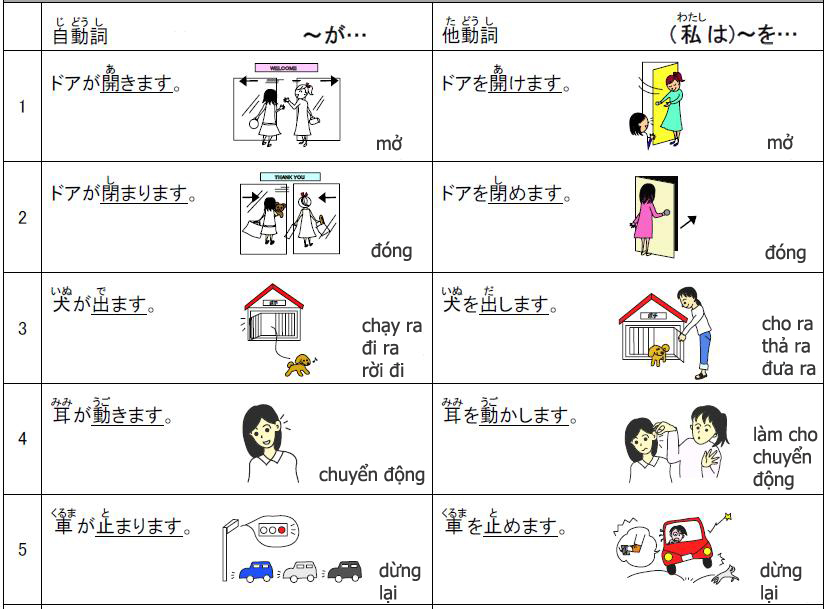 じ どうし
自動詞 ～が…
た どうし わたし
他動詞 (私は)～を…
1
あ
ドアが開きます。
WELCOME
mở
あ
ドアを開けます。
mở
2
し
ドアが閉まります。
THANK YOU
đóng
し
ドアを閉めます。
đóng
3
いぬ で
犬が出ます。
chạy ra
đi ra
rời đi
いぬ だ
犬を出します。
cho ra
thả ra
đưa ra
4
みみ うご
耳が動きます。
chuyển động
みみ うご
耳を動かします。
làm cho
chuyển
động
5
くるま と
車が止まります。
dừng
lại
くるま と
車を止めます。
dừng
lại